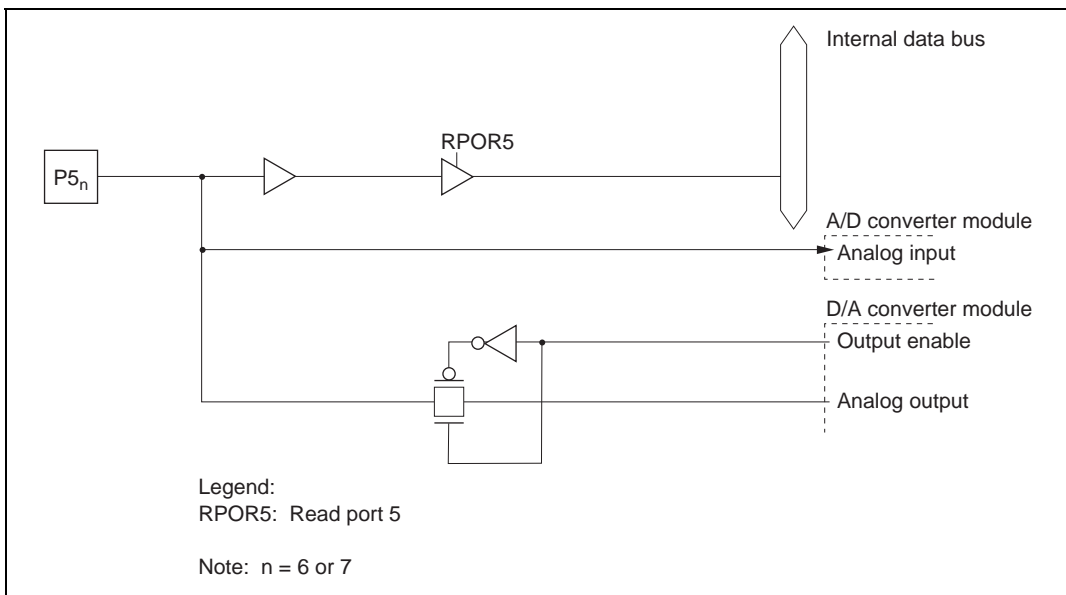 Internal data bus
RPOR5
P5n
A/D converter module
Analog input
D/A converter module
Output enable
Analog output
Legend:
RPOR5: Read port 5
Note: n = 6 or 7